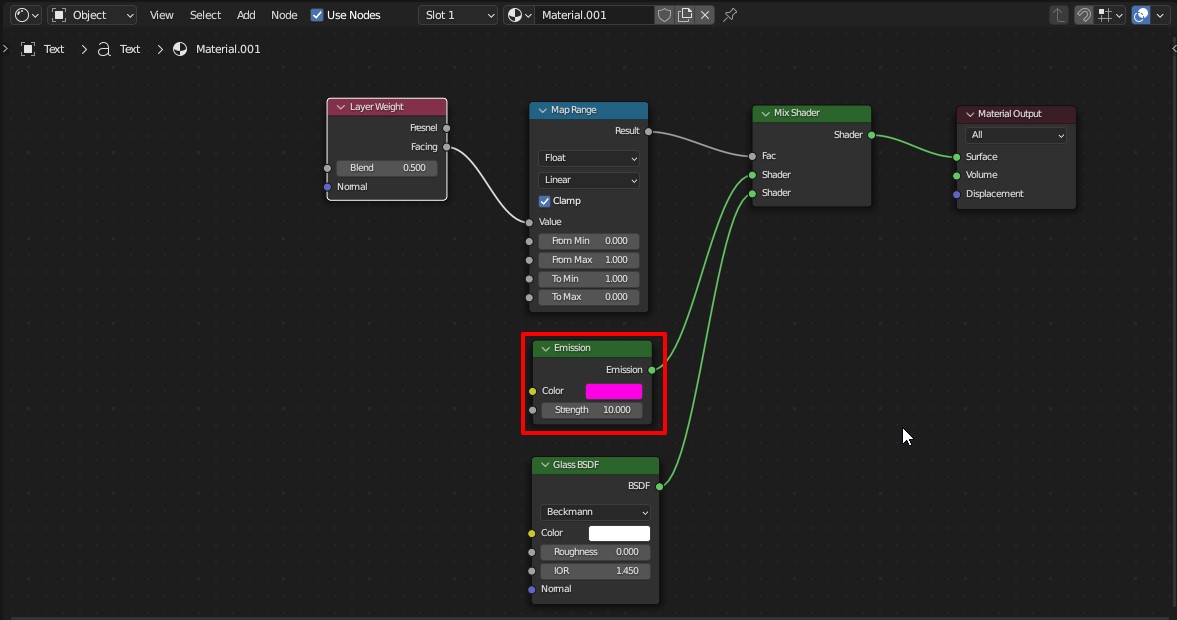 Object View Select Add Node Use Nodes Slot 1 Material.001
Text Text Material.001
Layer Weight
Fresnel
Facing
Blend 0.500
Normal
Map Range
Result
Float
Linear
Clamp
Value
From Min 0.000
From Max 1.000
To Min 1.000
To Max 0.000
Mix Shader
Shader
Fac
Shader
Shader
Material Output
All
Surface
Volume
Displacement
Emission
Emission
Color
Strength 10.000
Glass BSDF
BSDF
Beckmann
Color
Roughness 0.000
IOR 1.450
Normal